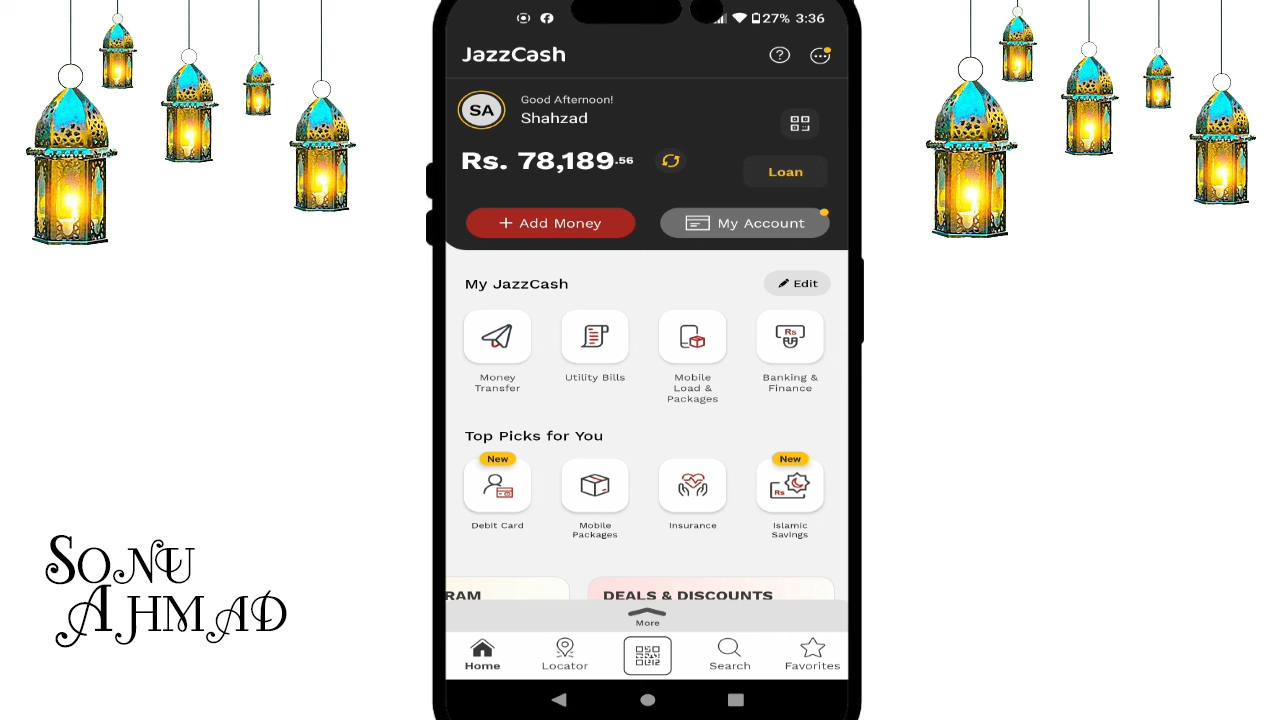 27% 3:36
JazzCash
SA
Good Afternoon!
Shahzad
Rs. 78,189.56
Loan
+ Add Money
My Account
My JazzCash
Edit
Money Transfer
Utility Bills
Mobile Load & Packages
Rs
Banking & Finance
Top Picks for You
New
Debit Card
Mobile Packages
Insurance
New
Rs
Islamic Savings
RAM
DEALS & DISCOUNTS
More
Home
Locator
Search
Favorites
Sonu
Ahmad